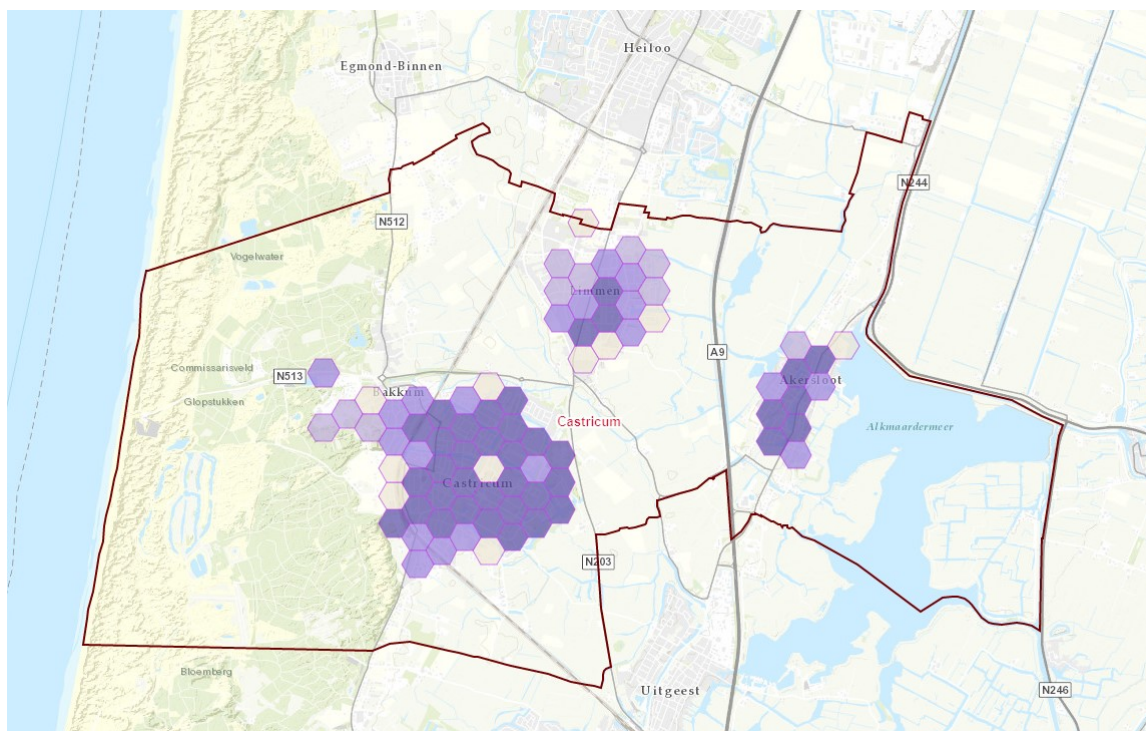 Heiloo
Egmond-Binnen
N244
N512
Vogelwater
Limmen
A9
Commissarisveld
N513
Akersloot
Bakkum
Glopstukken
Castricum
Alkmaardermeer
Castricum
N203
Bloemberg
Uitgeest
N246